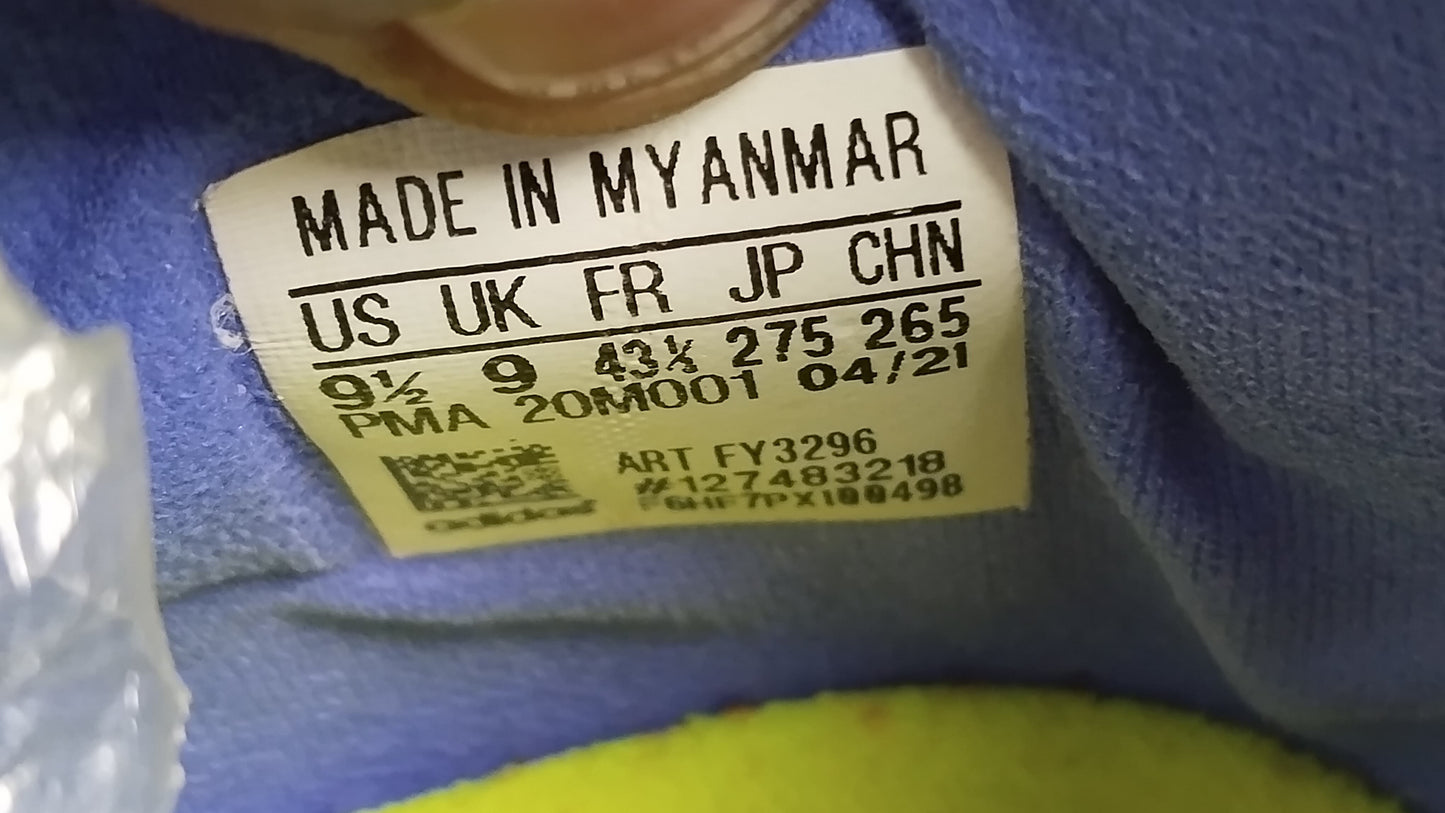 MADE IN MYANMAR
US UK FR JP CHN
9½ 9 43⅓ 275 265
PMA 20M001 04/21
ART FY3296
#127483218
adidas